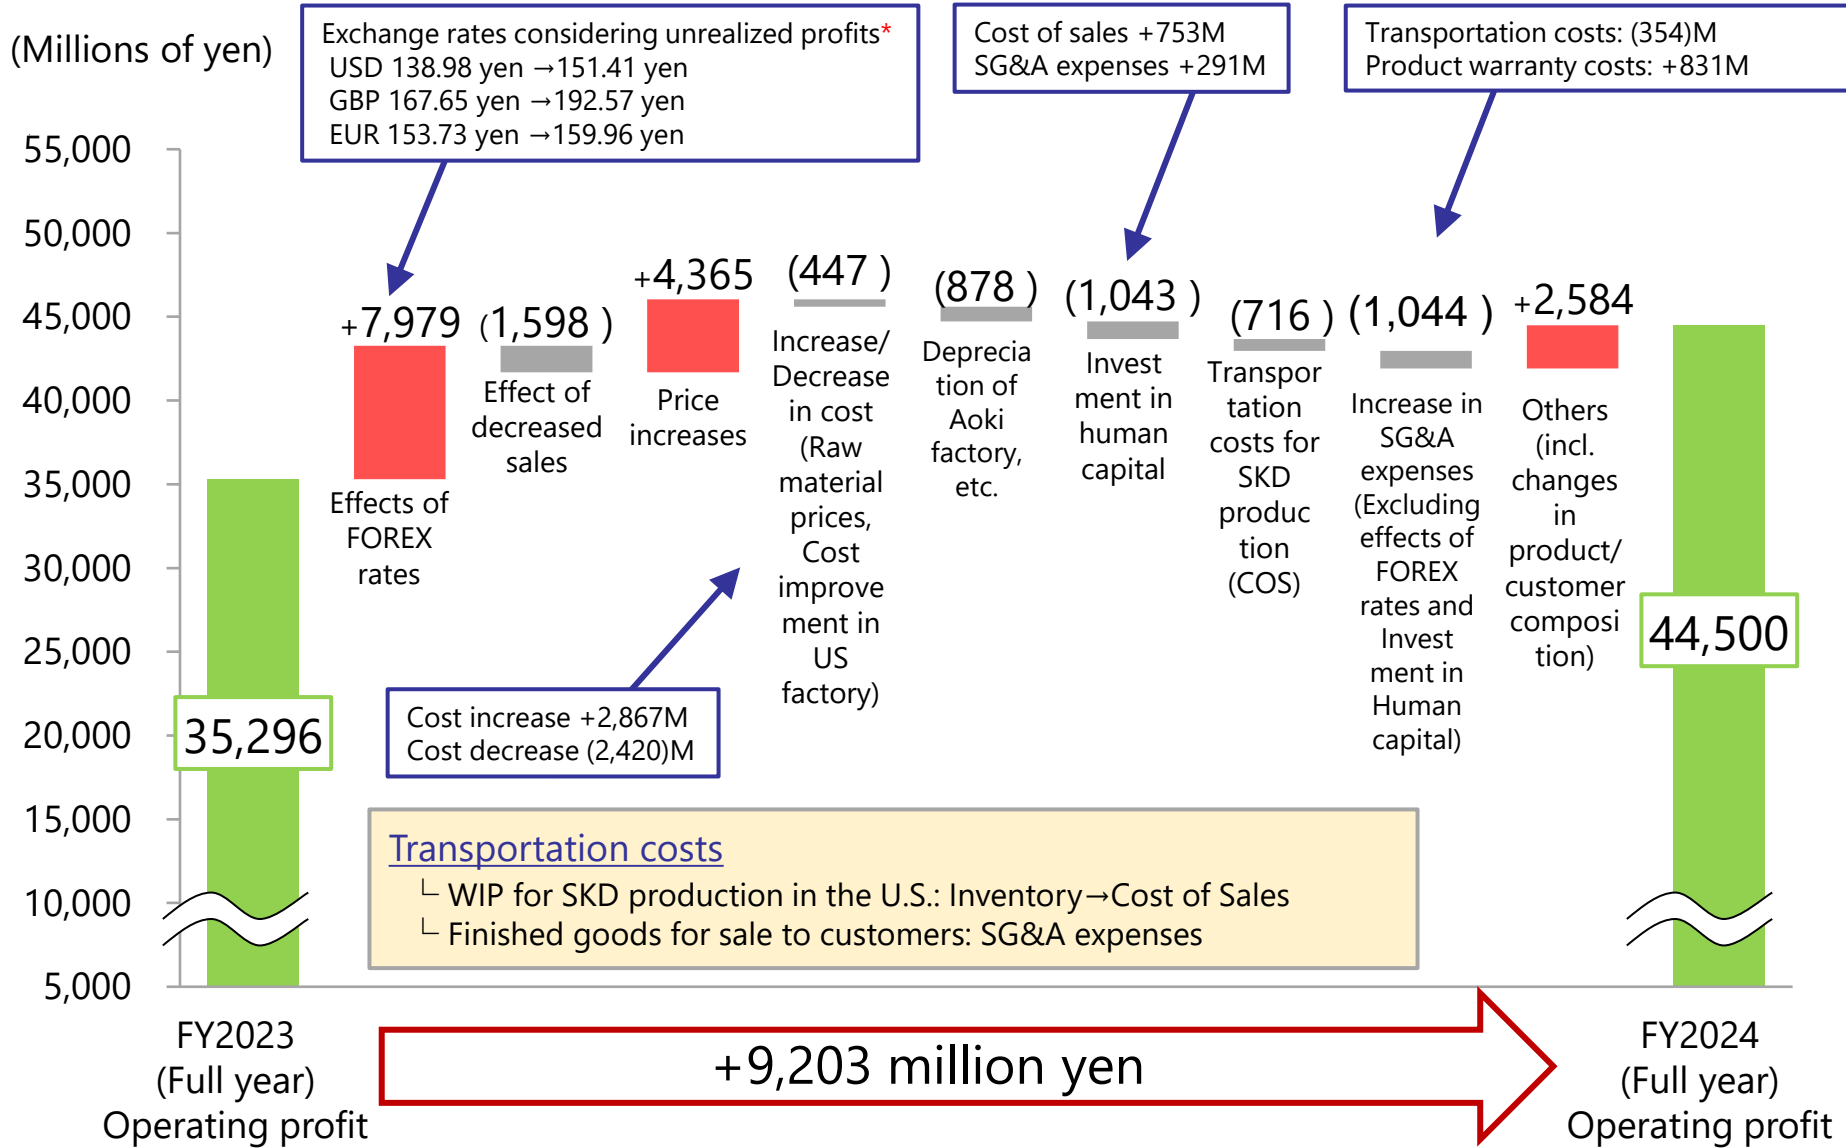 (Millions of yen)
Exchange rates considering unrealized profits*
USD 138.98 yen →151.41 yen
GBP 167.65 yen →192.57 yen
EUR 153.73 yen →159.96 yen
Cost of sales +753M
SG&A expenses +291M
Transportation costs: (354)M
Product warranty costs: +831M
55,000
50,000
45,000
40,000
35,000
30,000
25,000
20,000
15,000
10,000
5,000
35,296
+7,979
Effects of
FOREX
rates
(1,598 )
Effect of
decreased
sales
+4,365
Price
increases
(447 )
Increase/
Decrease
in cost
(Raw
material
prices,
Cost
improve
ment in
US
factory)
(878 )
Deprecia
tion of
Aoki
factory,
etc.
(1,043 )
Invest
ment in
human
capital
(716 )
Transpor
tation
costs for
SKD
produc
tion
(COS)
(1,044 )
Increase in
SG&A
expenses
(Excluding
effects of
FOREX
rates and
Invest
ment in
Human
capital)
+2,584
Others
(incl.
changes
in
product/
customer
composi
tion)
44,500
Cost increase +2,867M
Cost decrease (2,420)M
Transportation costs
└ WIP for SKD production in the U.S.: Inventory→Cost of Sales
└ Finished goods for sale to customers: SG&A expenses
FY2023
(Full year)
Operating profit
+9,203 million yen
FY2024
(Full year)
Operating profit